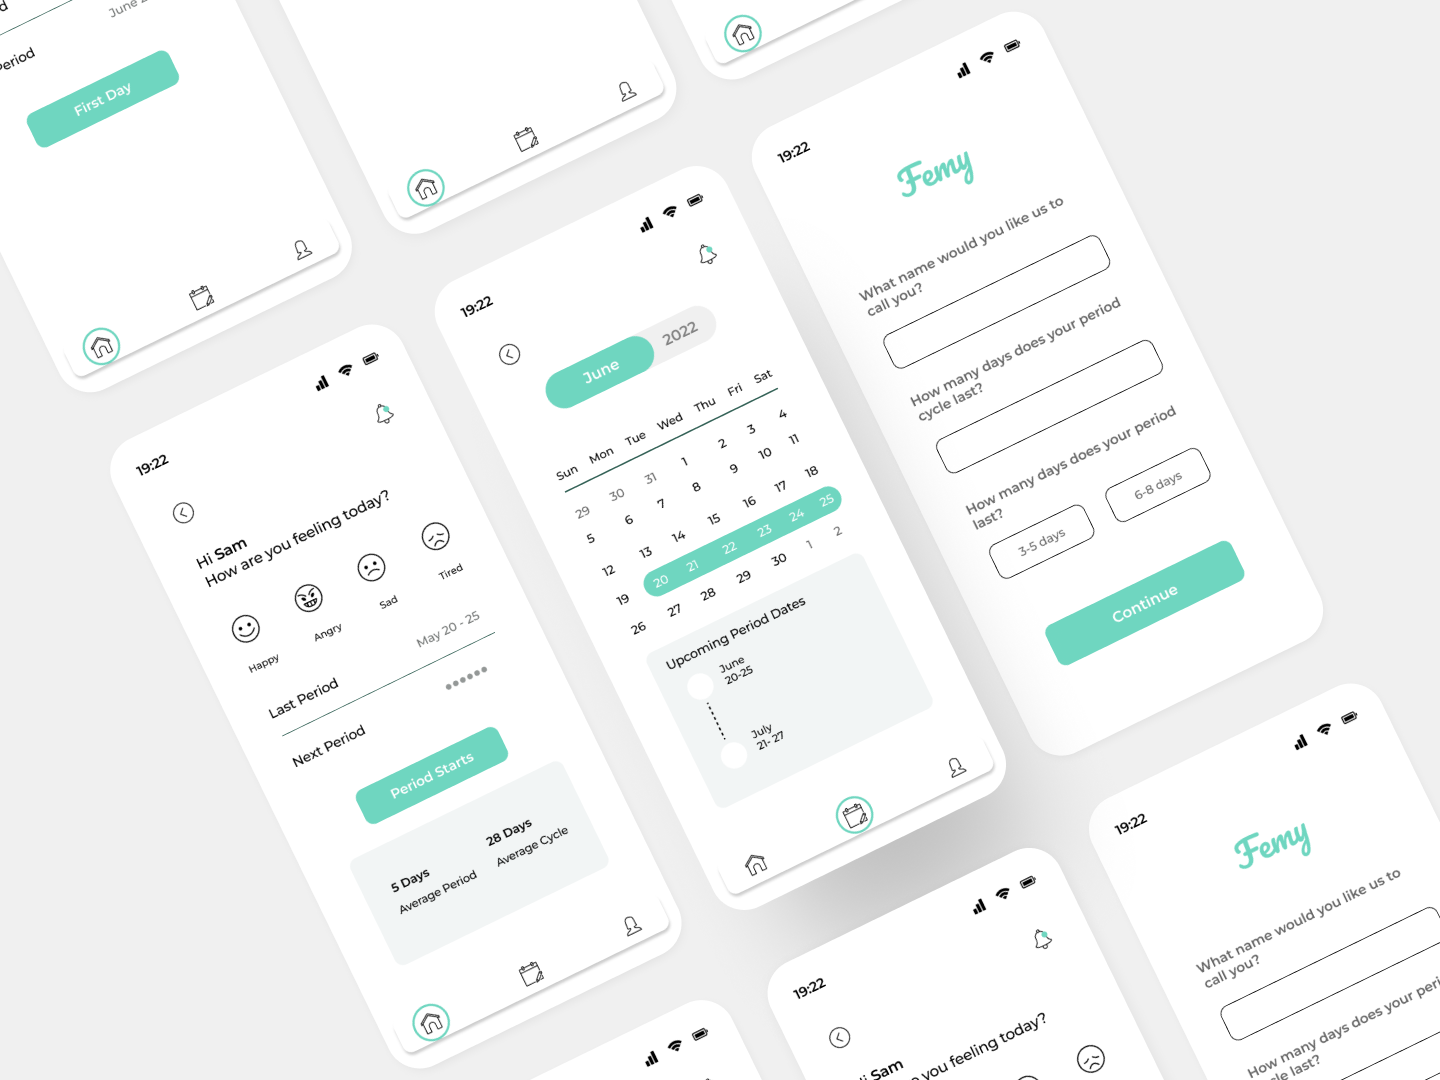 June
Period
First Day
19:22
Hi Sam
How are you feeling today?
Happy
Angry
Sad
Tired
Last Period
May 20 - 25
Next Period
Period Starts
5 Days
Average Period
28 Days
Average Cycle
19:22
June
2022
Sun Mon Tue Wed Thu Fri Sat
29 30 31 1 2 3 4
5 6 7 8 9 10 11
12 13 14 15 16 17 18
19 20 21 22 23 24 25
26 27 28 29 30 1 2
Upcoming Period Dates
June
20-25
July
21- 27
19:22
Femy
What name would you like us to
call you?
How many days does your period
cycle last?
How many days does your period
last?
3-5 days
6-8 days
Continue
19:22
Sam
you feeling today?
19:22
Femy
What name would you like us to
call you?
How many days does your
cycle last?